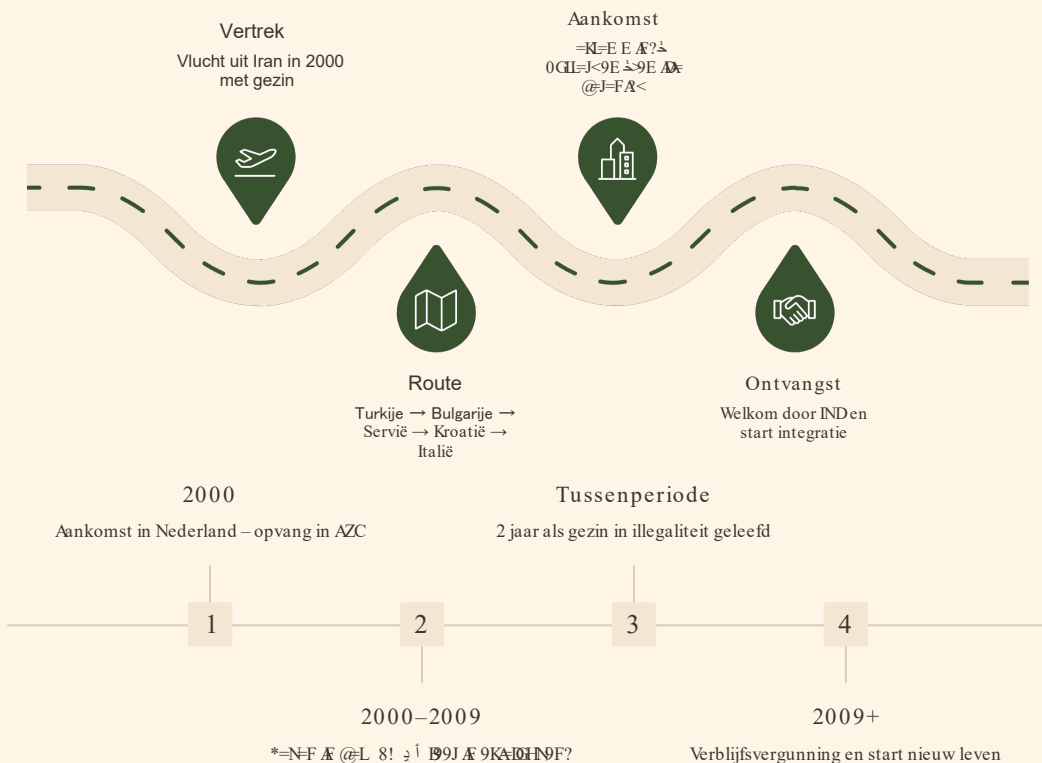 Vertrek
Vlucht uit Iran in 2000
met gezin
Aankomst
Route
Turkije → Bulgarije →
Servië → Kroatië →
Italië
Ontvangst
Welkom door IND en
start integratie
2000
Aankomst in Nederland – opvang in AZC
Tussenperiode
2 jaar als gezin in illegaliteit geleefd
1
2
3
4
2000–2009
2009+
Verblijfsvergunning en start nieuw leven